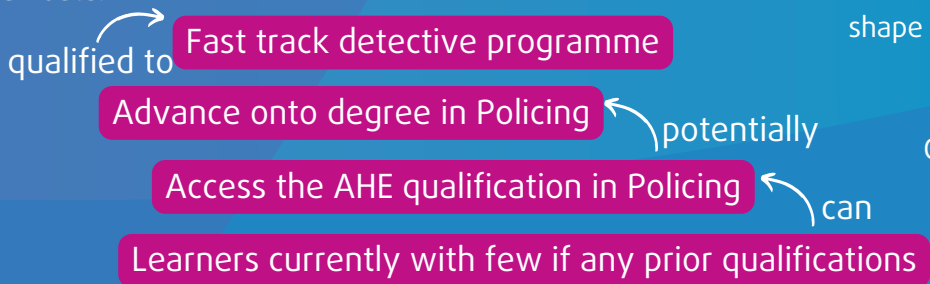 shape
Fast track detective programme
qualified to
Advance onto degree in Policing
potentially
Access the AHE qualification in Policing
can
Learners currently with few if any prior qualifications